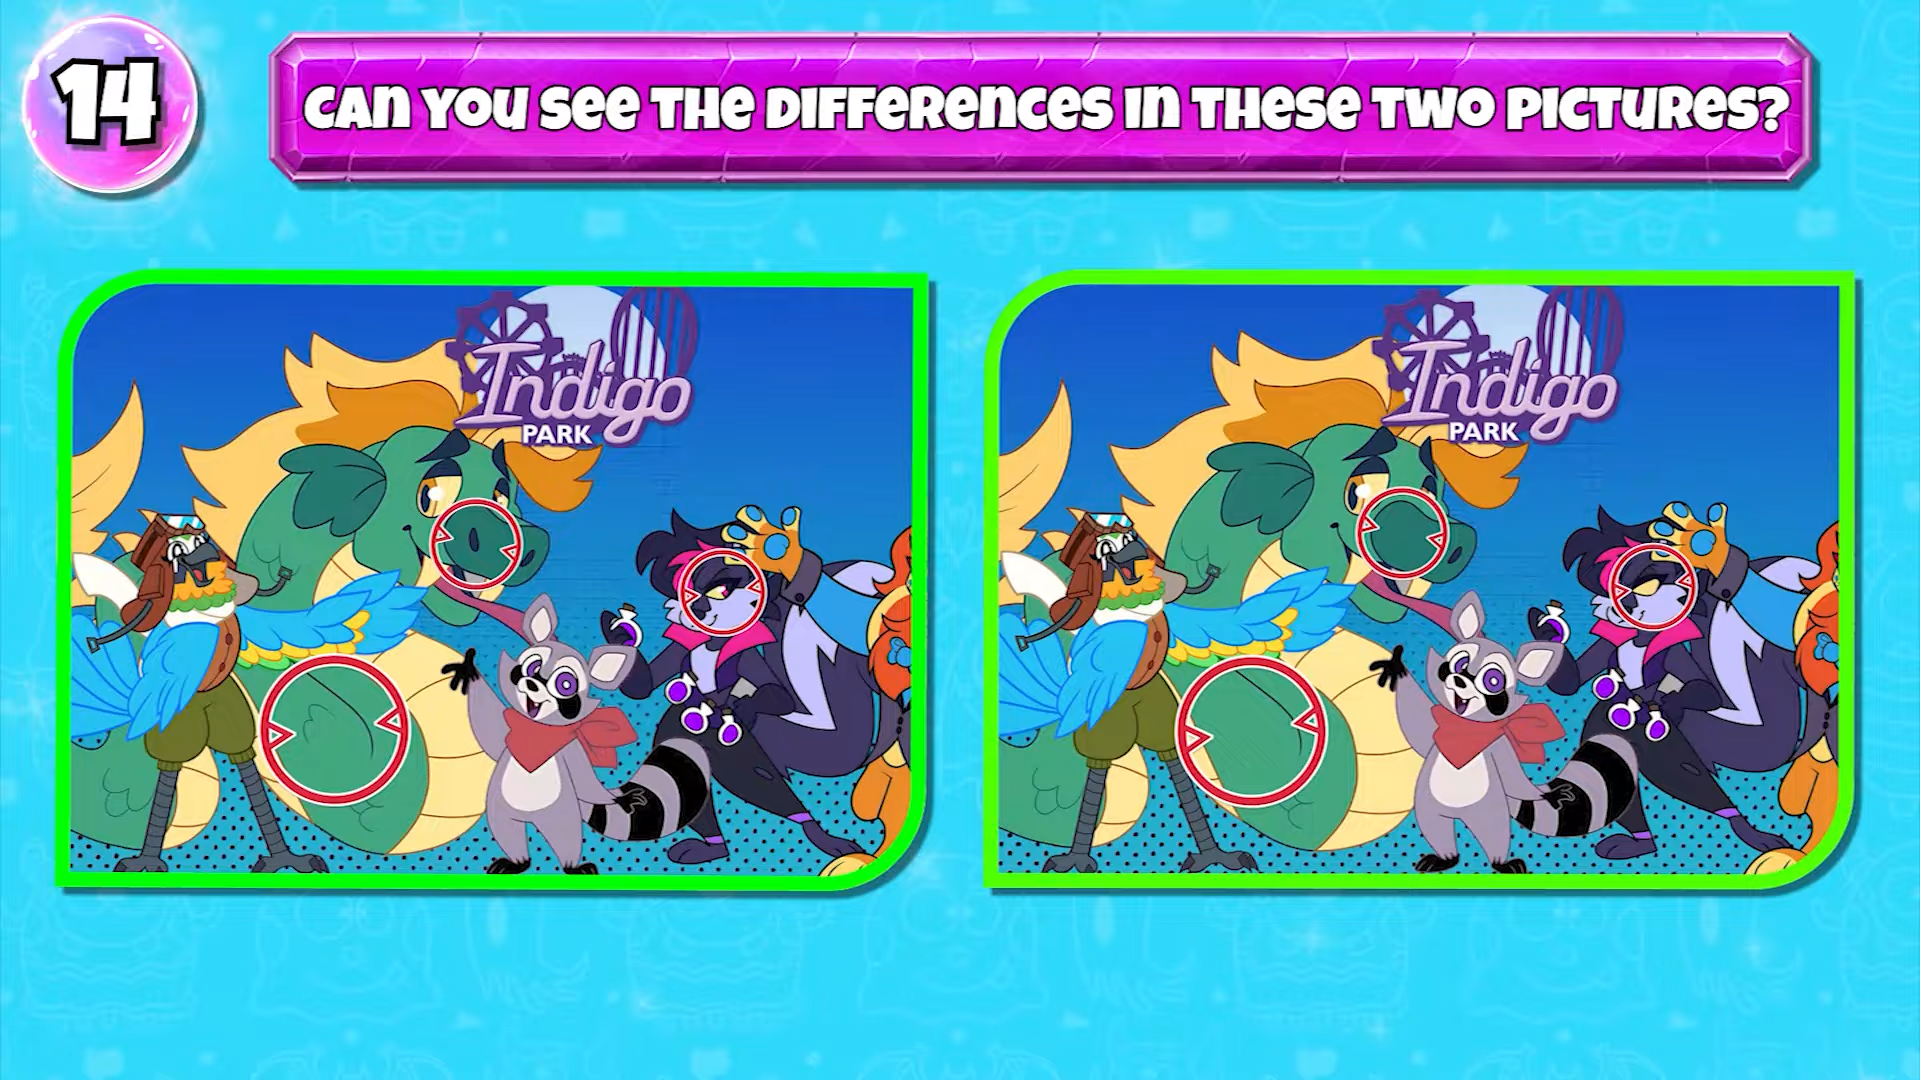 14
CAN YOU SEE THE DIFFERENCES IN THESE TWO PICTURES?
Indigo
PARK
Indigo
PARK